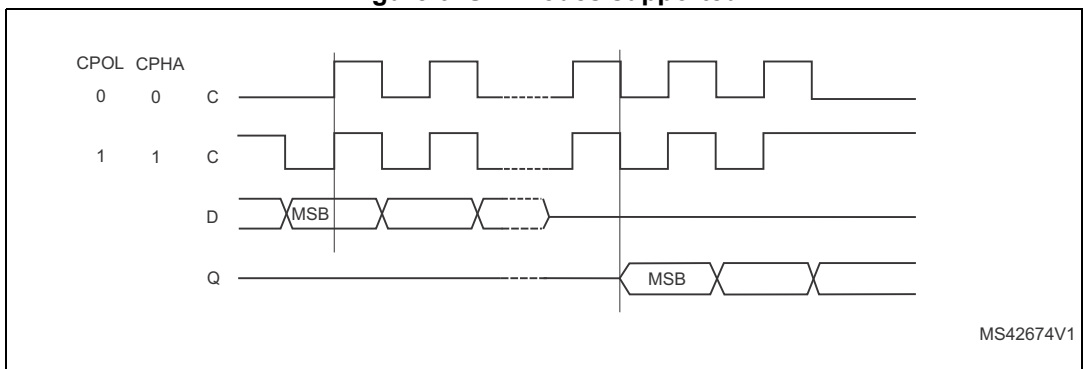 CPOL CPHA
0 0 C
1 1 C
D MSB
Q MSB
MS42674V1